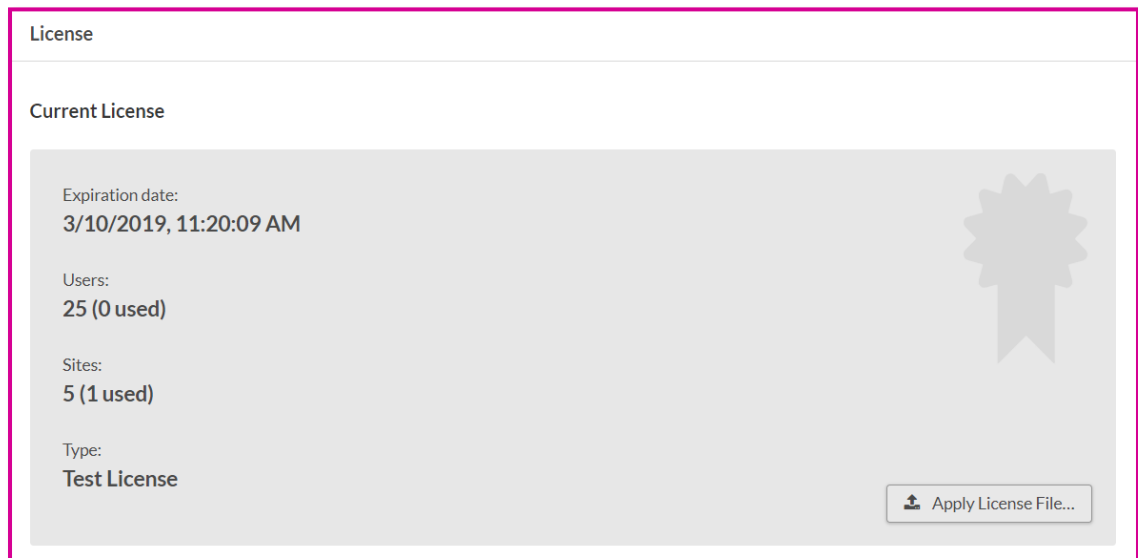 License
Current License
Expiration date:
3/10/2019, 11:20:09 AM
Users:
25 (0 used)
Sites:
5 (1 used)
Type:
Test License
Apply License File...